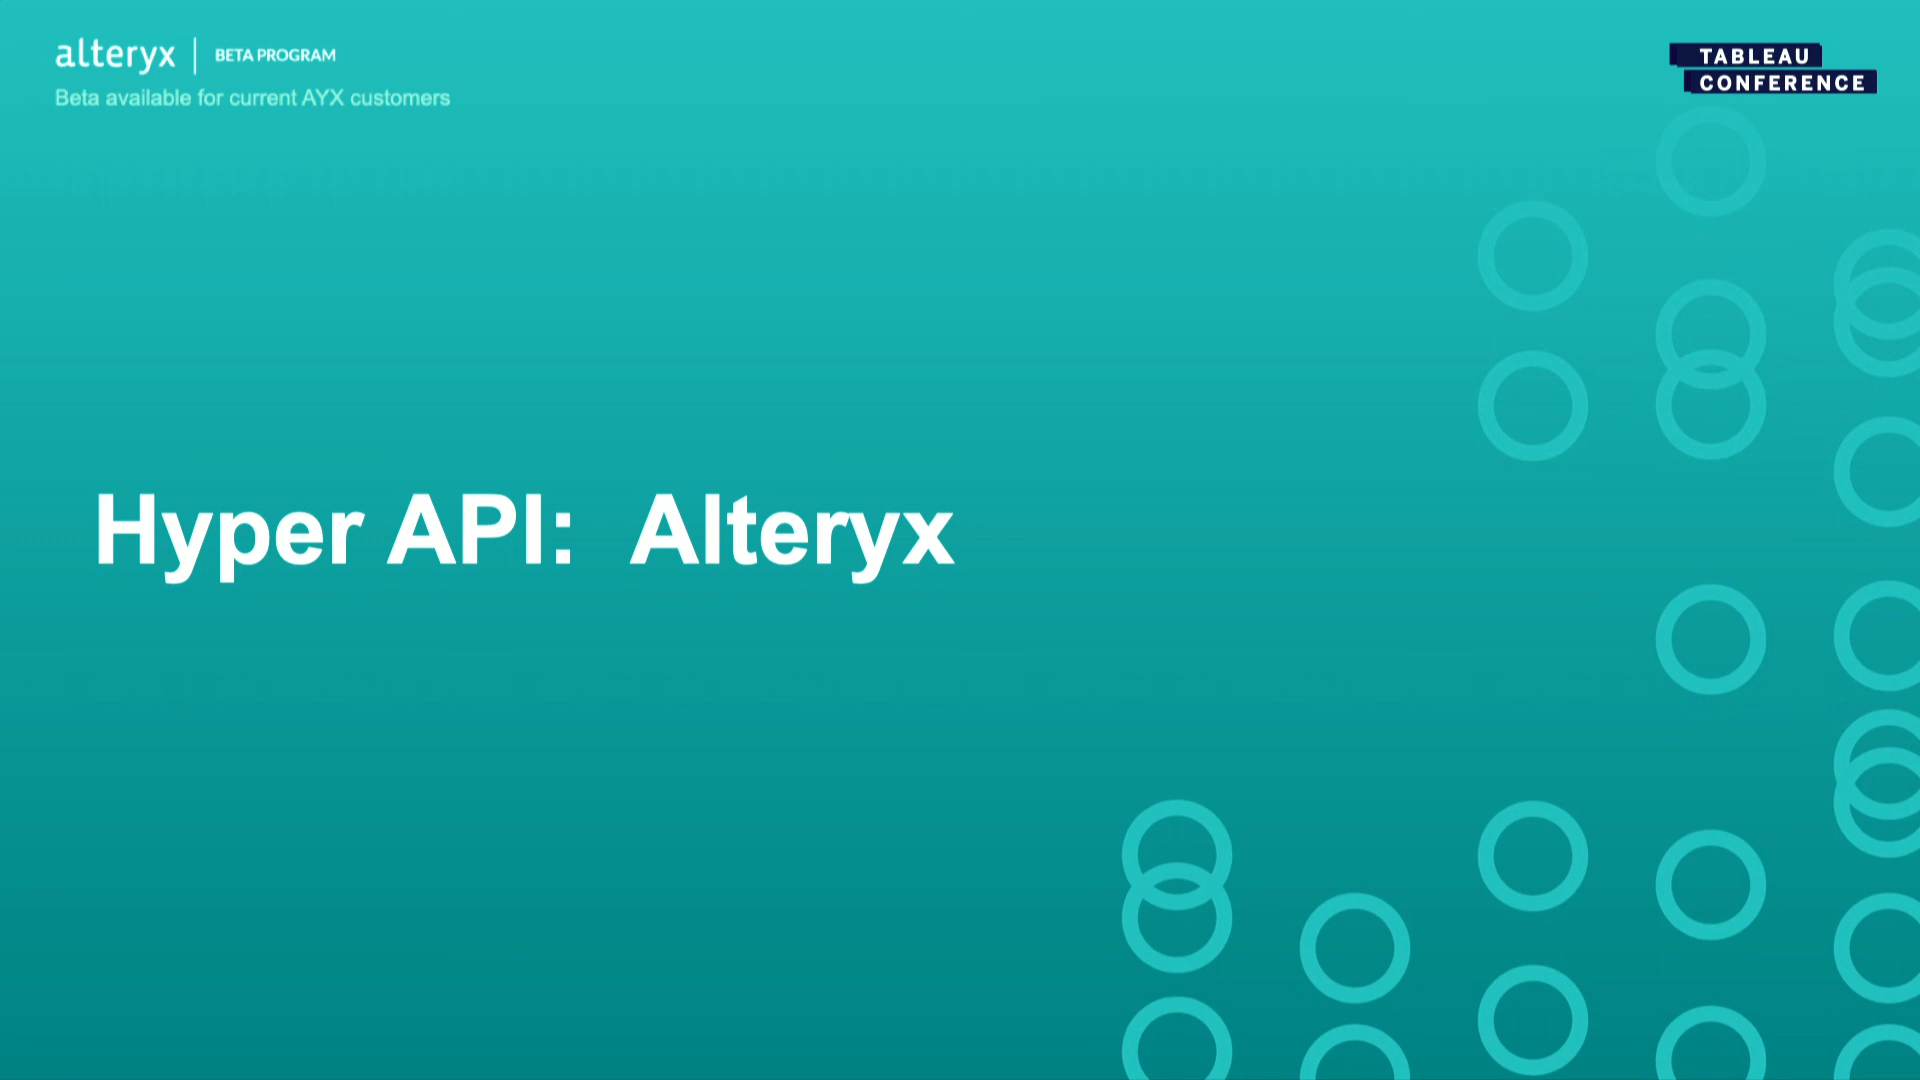 alteryx | BETA PROGRAM
Beta available for current AYX customers
TABLEAU
CONFERENCE
Hyper API:  Alteryx